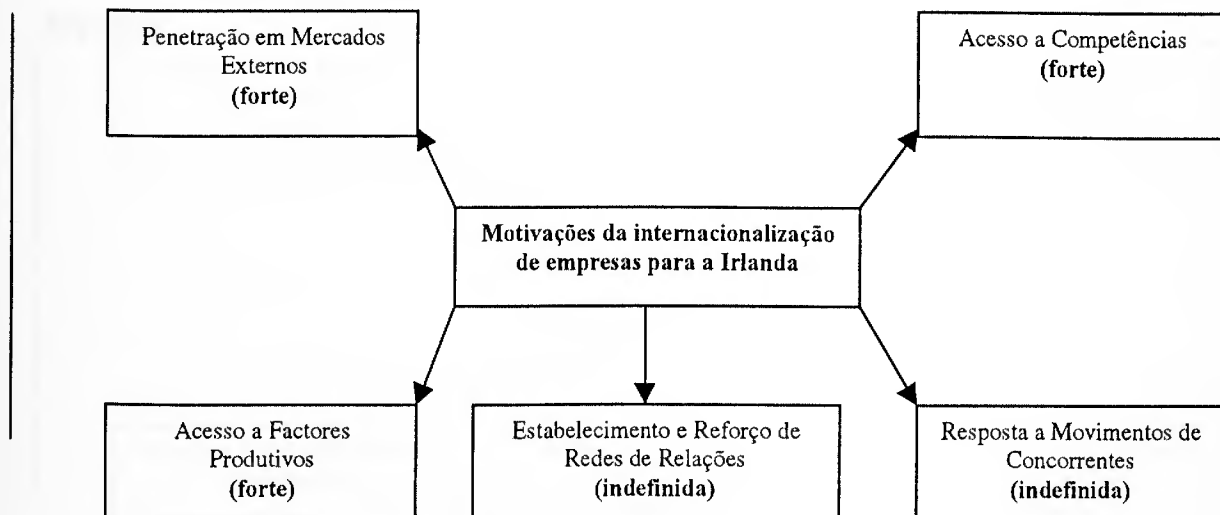 Penetração em Mercados
Externos
(forte)
Acesso a Competências
(forte)
Motivações da internacionalização
de empresas para a Irlanda
Acesso a Factores
Produtivos
(forte)
Estabelecimento e Reforço de
Redes de Relações
(indefinida)
Resposta a Movimentos de
Concorrentes
(indefinida)